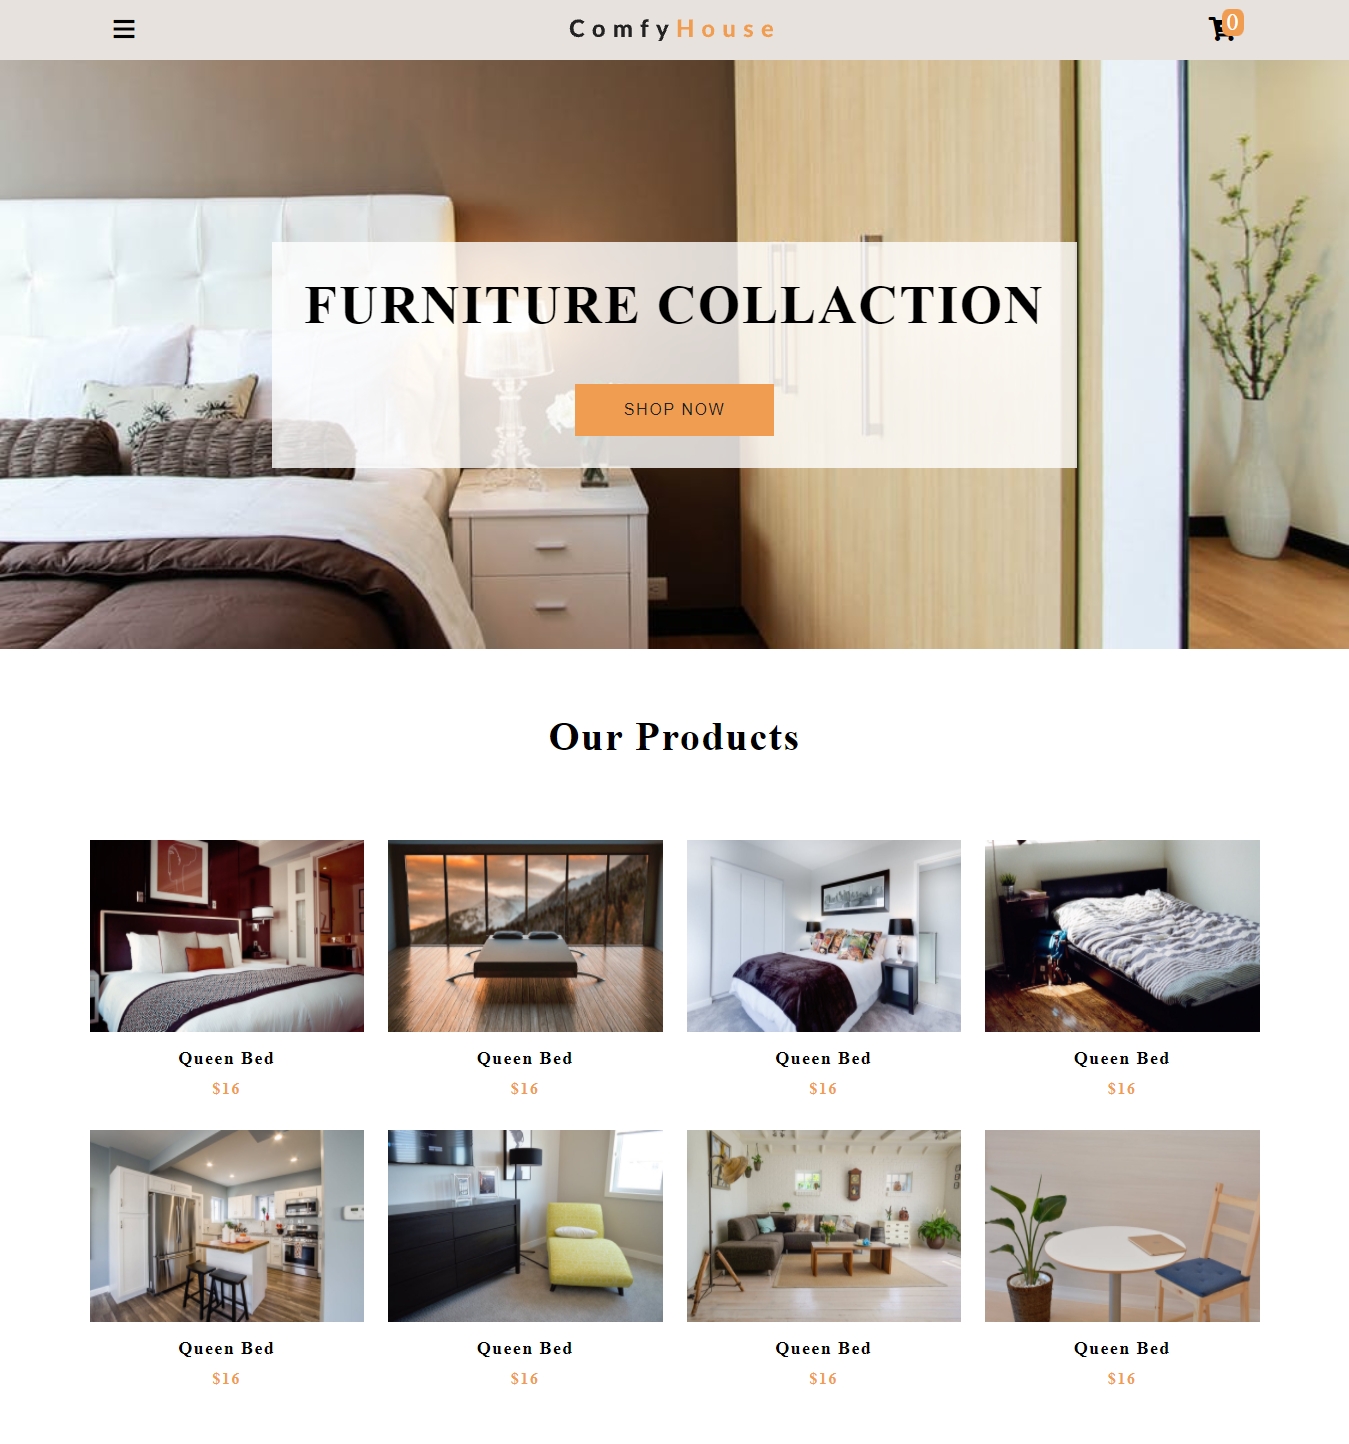 ComfyHouse
0
FURNITURE COLLACTION
SHOP NOW
Our Products
Queen Bed
Queen Bed
Queen Bed
Queen Bed
$16
$16
$16
$16
Queen Bed
Queen Bed
Queen Bed
Queen Bed
$16
$16
$16
$16